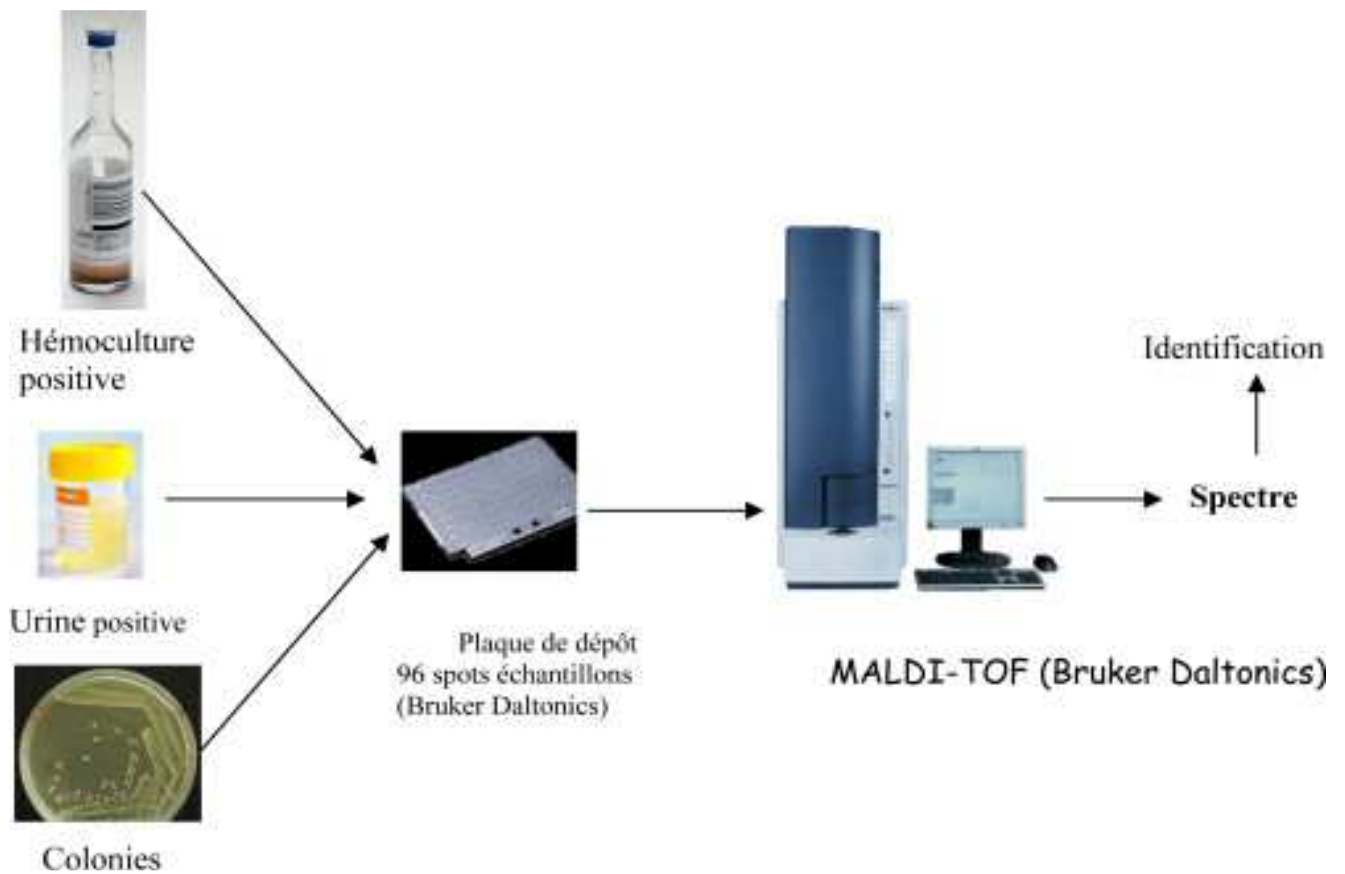 Hémoculture
positive
Urine positive
Colonies
Plaque de dépôt
96 spots échantillons
(Bruker Daltonics)
MALDI-TOF (Bruker Daltonics)
Identification
Spectre